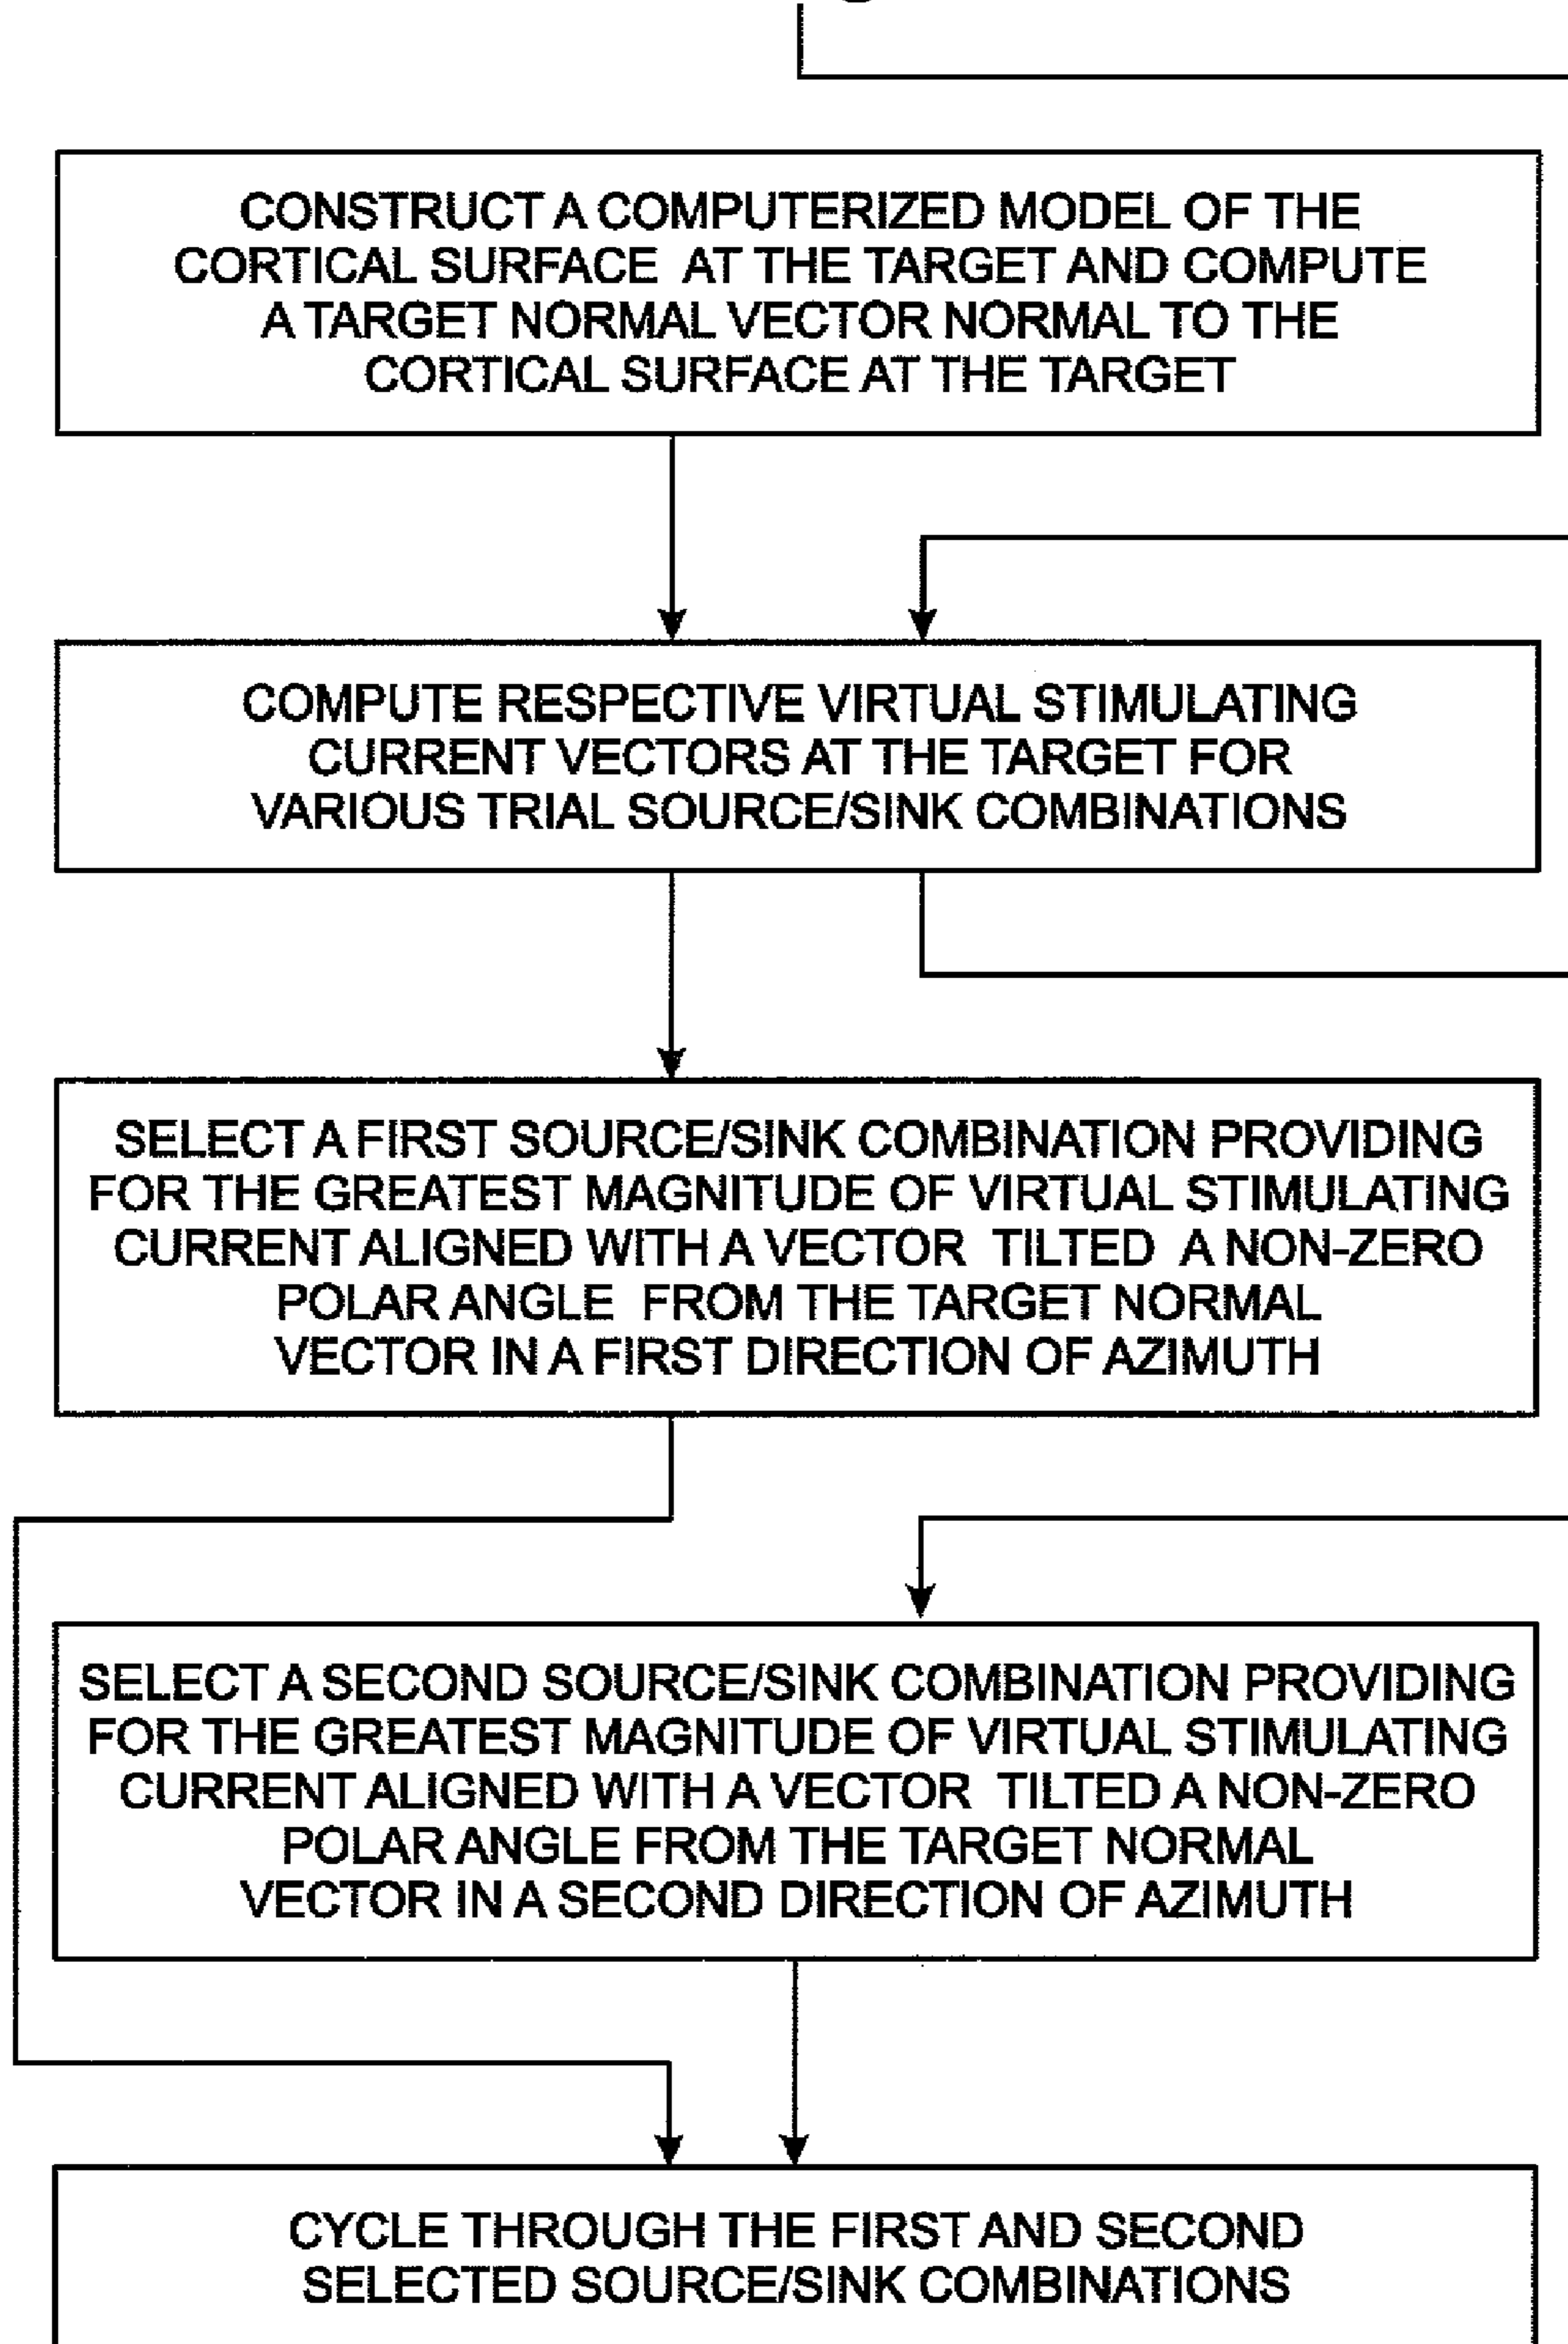 CONSTRUCT A COMPUTERIZED MODEL OF THE
CORTICAL SURFACE AT THE TARGET AND COMPUTE
A TARGET NORMAL VECTOR NORMAL TO THE
CORTICAL SURFACE AT THE TARGET
COMPUTE RESPECTIVE VIRTUAL STIMULATING
CURRENT VECTORS AT THE TARGET FOR
VARIOUS TRIAL SOURCE/SINK COMBINATIONS
SELECT A FIRST SOURCE/SINK COMBINATION PROVIDING
FOR THE GREATEST MAGNITUDE OF VIRTUAL STIMULATING
CURRENT ALIGNED WITH A VECTOR TILTED A NON-ZERO
POLAR ANGLE FROM THE TARGET NORMAL
VECTOR IN A FIRST DIRECTION OF AZIMUTH
SELECT A SECOND SOURCE/SINK COMBINATION PROVIDING
FOR THE GREATEST MAGNITUDE OF VIRTUAL STIMULATING
CURRENT ALIGNED WITH A VECTOR TILTED A NON-ZERO
POLAR ANGLE FROM THE TARGET NORMAL
VECTOR IN A SECOND DIRECTION OF AZIMUTH
CYCLE THROUGH THE FIRST AND SECOND
SELECTED SOURCE/SINK COMBINATIONS